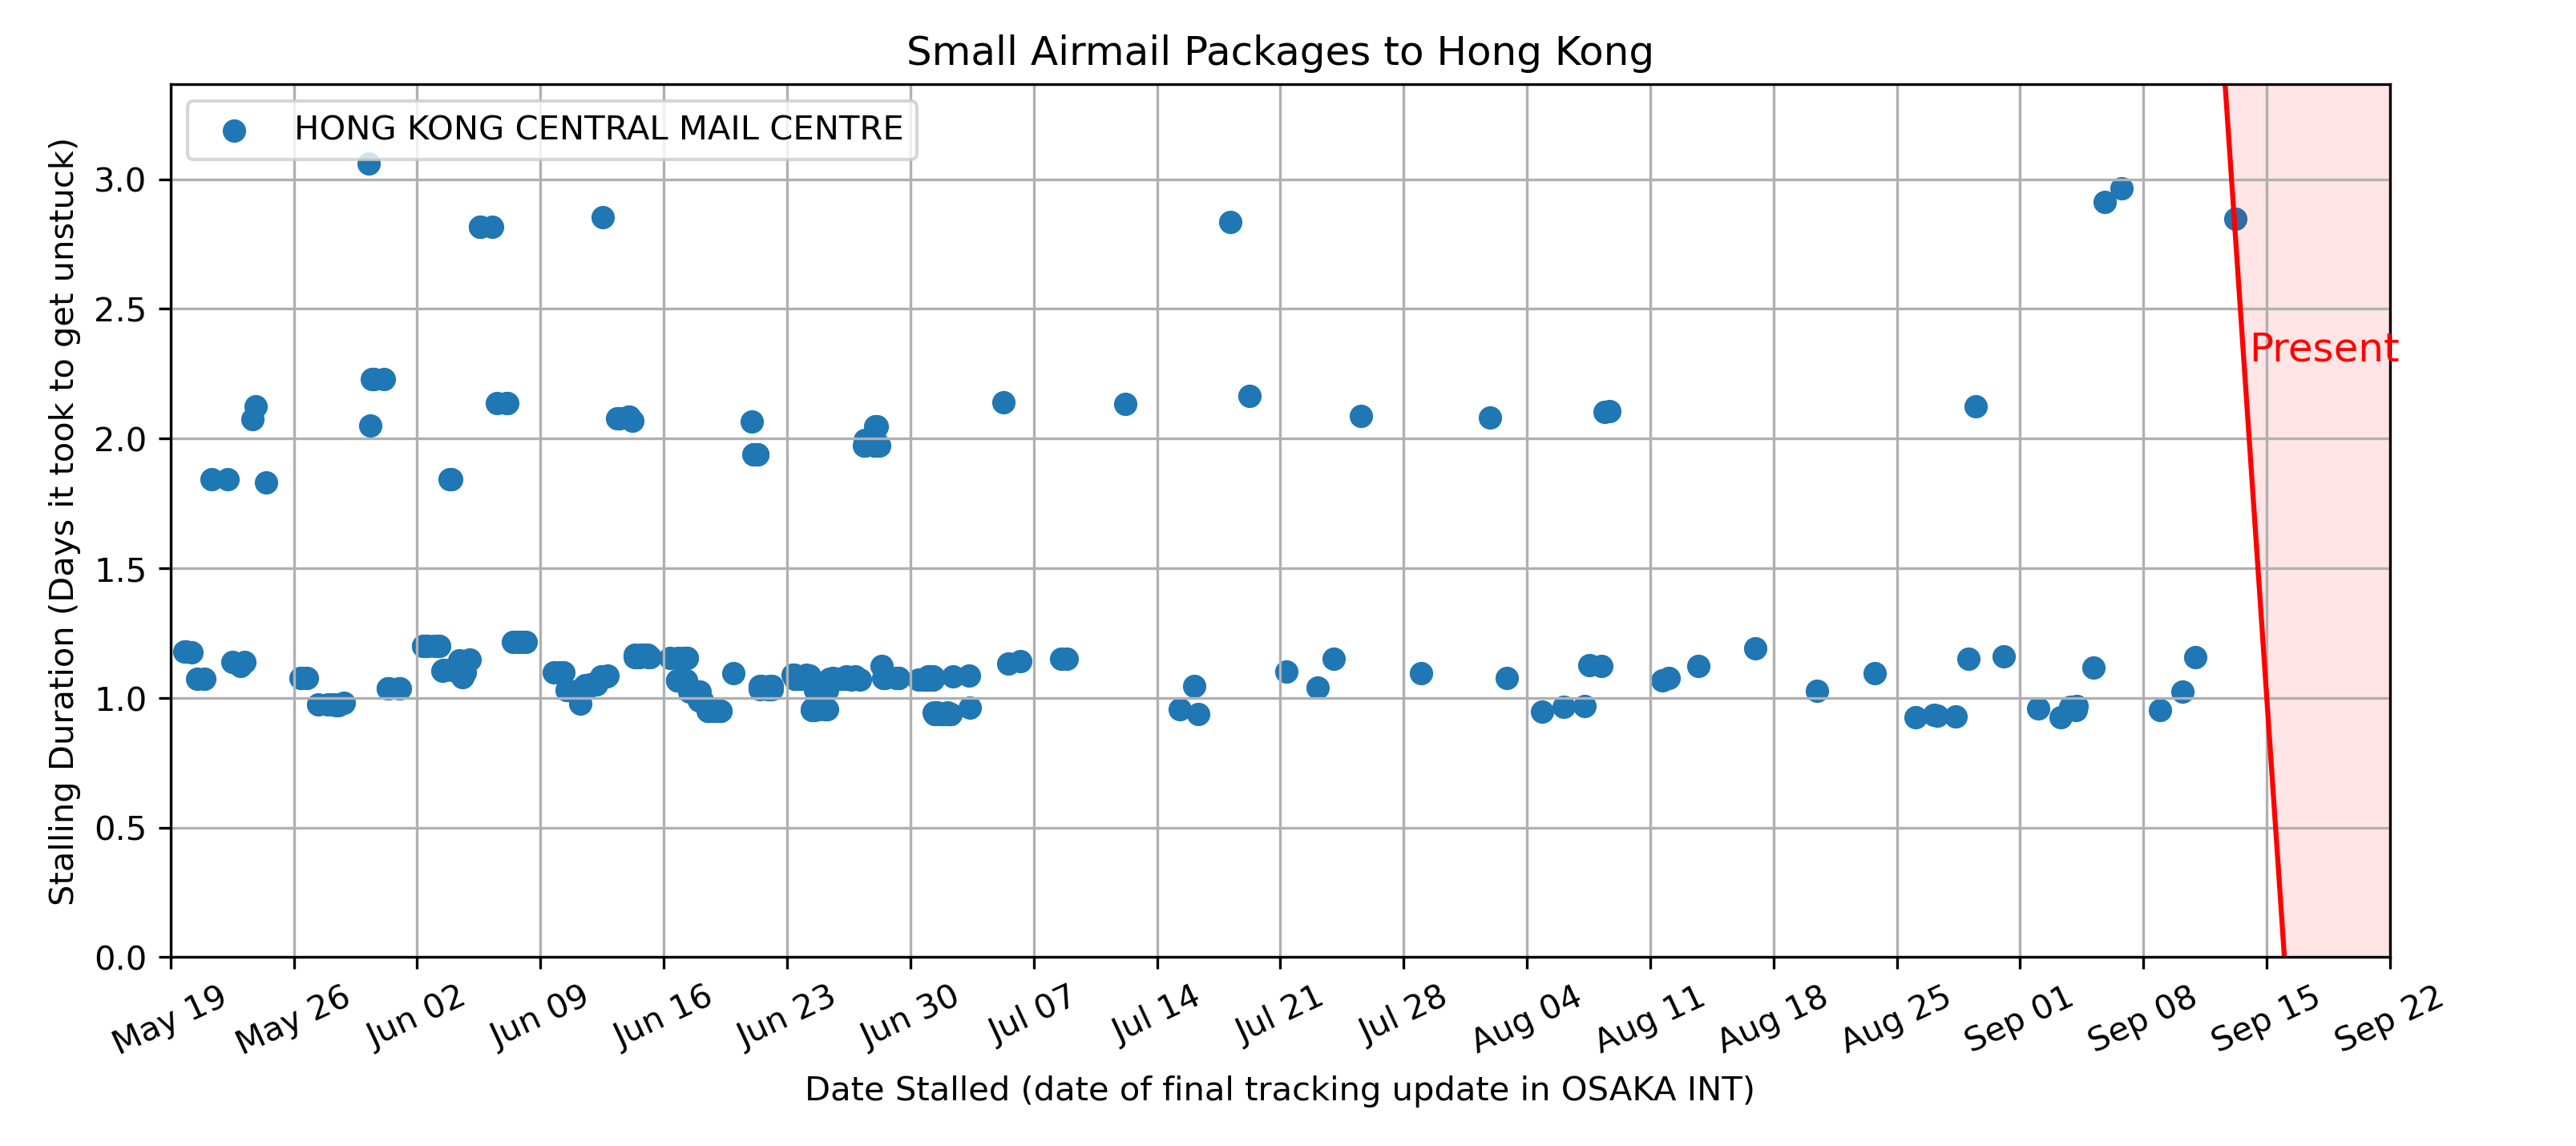 Small Airmail Packages to Hong Kong
HONG KONG CENTRAL MAIL CENTRE
Stalling Duration (Days it took to get unstuck)
3.0
2.5
2.0
1.5
1.0
0.5
0.0
Present
May 19
May 26
Jun 02
Jun 09
Jun 16
Jun 23
Jun 30
Jul 07
Jul 14
Jul 21
Jul 28
Aug 04
Aug 11
Aug 18
Aug 25
Sep 01
Sep 08
Sep 15
Sep 22
Date Stalled (date of final tracking update in OSAKA INT)